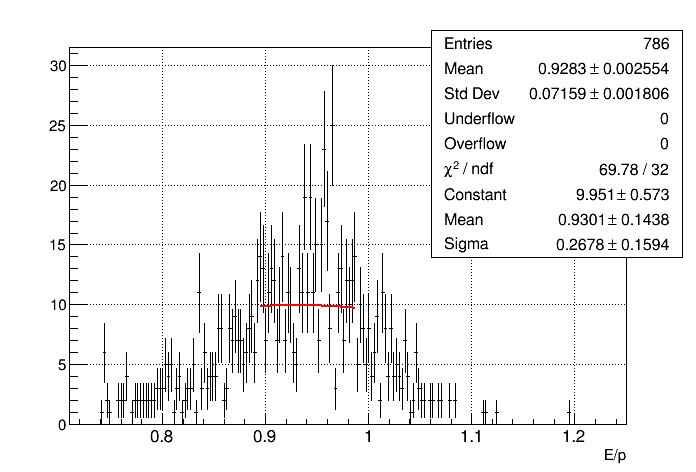 Entries 786
Mean 0.9283 ± 0.002554
Std Dev 0.07159 ± 0.001806
Underflow 0
Overflow 0
χ² / ndf 69.78 / 32
Constant 9.951 ± 0.573
Mean 0.9301 ± 0.1438
Sigma 0.2678 ± 0.1594
30
25
20
15
10
5
0
0.8 0.9 1 1.1 1.2
E/p